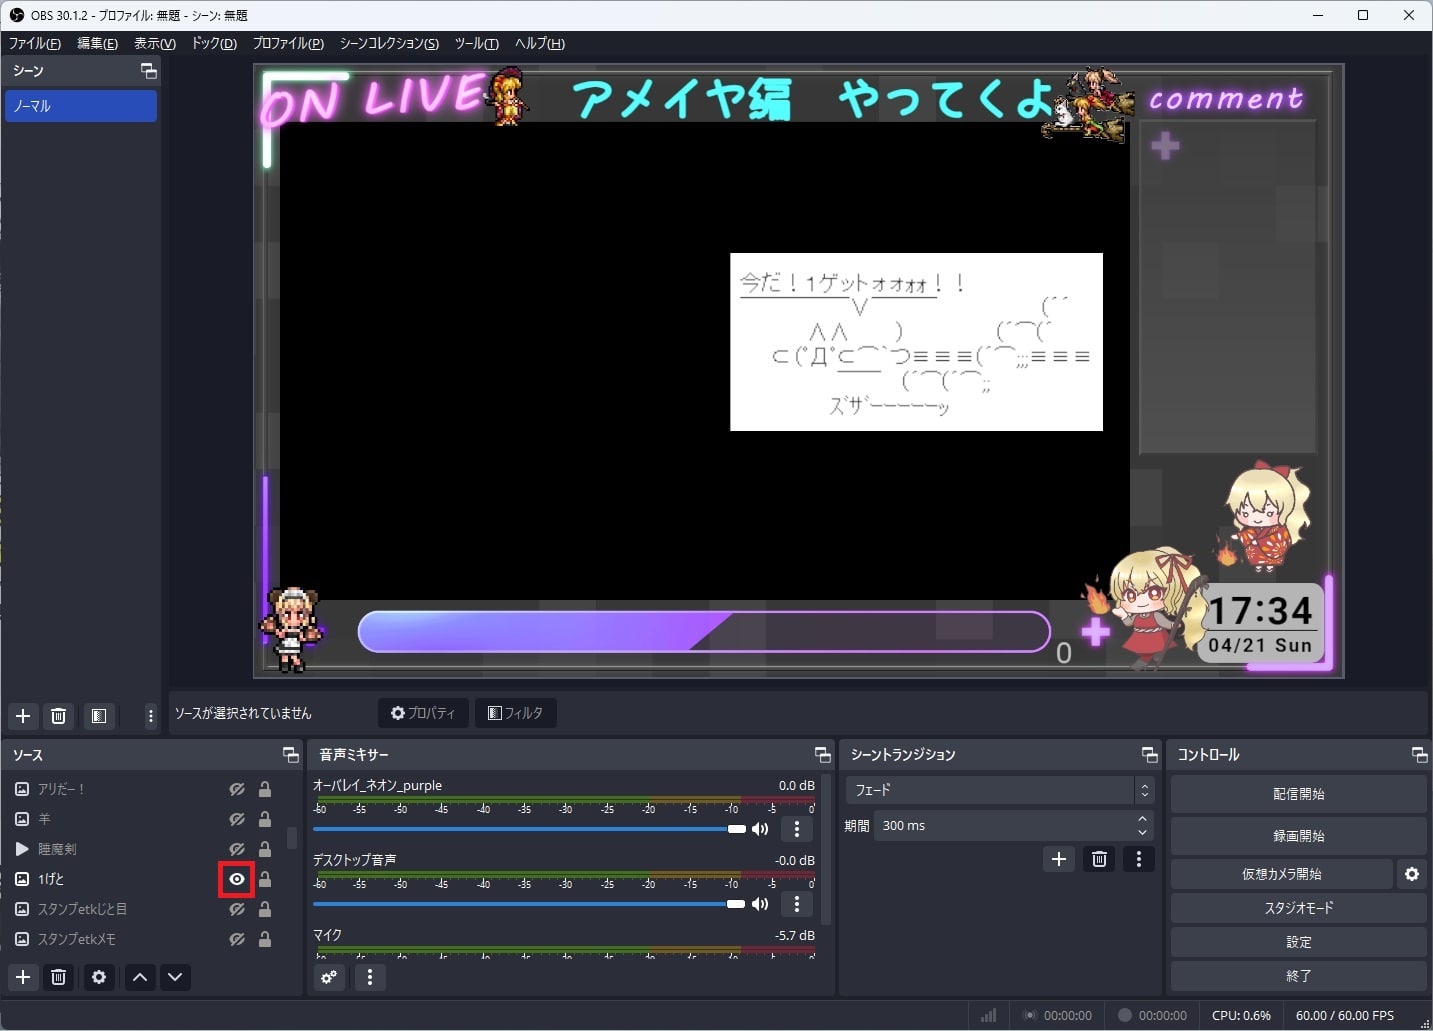 OBS 30.1.2 - プロファイル: 無題 - シーン: 無題
ファイル(F) 編集(E) 表示(V) ドック(D) プロファイル(P) シーンコレクション(S) ツール(T) ヘルプ(H)
シーン
ノーマル
ON LIVE アメイヤ編 やってくよ comment
今だ！1ゲットォオォォ！！
ズザーーーーーッ
0
17:34
04/21 Sun
ソースが選択されていません プロパティ フィルタ
ソース
アリだー！
羊
睡魔剣
1げと
スタンプetkじと目
スタンプetkメモ
音声ミキサー
オーバレイ_ネオン_purple 0.0 dB
-60 -55 -50 -45 -40 -35 -30 -25 -20 -15 -10 -5 0
デスクトップ音声 -0.0 dB
-60 -55 -50 -45 -40 -35 -30 -25 -20 -15 -10 -5 0
マイク -5.7 dB
シーントランジション
フェード
期間 300 ms
コントロール
配信開始
録画開始
仮想カメラ開始
スタジオモード
設定
終了
00:00:00 00:00:00 CPU: 0.6% 60.00 / 60.00 FPS